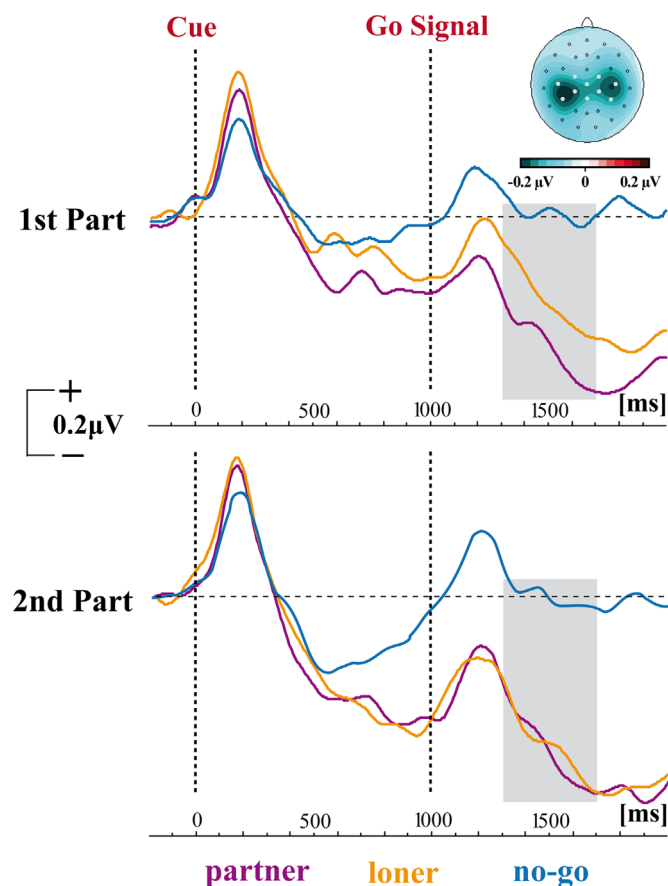 Cue Go Signal
-0.2 µV 0 0.2 µV
1st Part
+
0.2µV
−
0 500 1000 1500 [ms]
2nd Part
0 500 1000 1500 [ms]
partner loner no-go